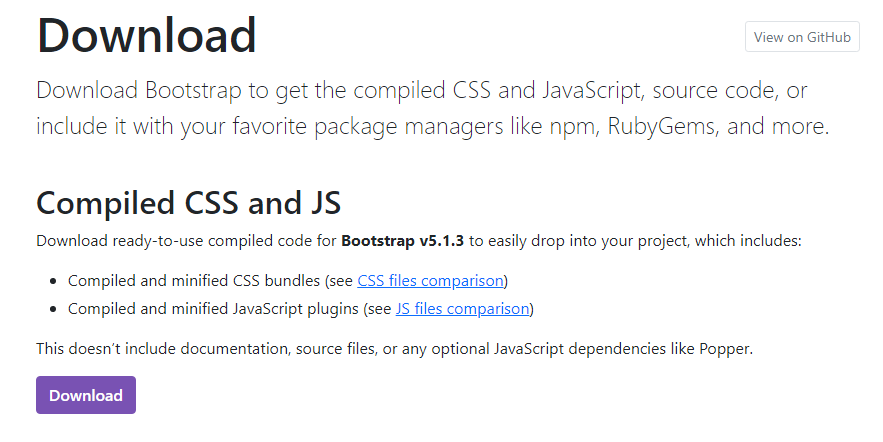 Download
View on GitHub
Download Bootstrap to get the compiled CSS and JavaScript, source code, or
include it with your favorite package managers like npm, RubyGems, and more.
Compiled CSS and JS
Download ready-to-use compiled code for Bootstrap v5.1.3 to easily drop into your project, which includes:
• Compiled and minified CSS bundles (see CSS files comparison)
• Compiled and minified JavaScript plugins (see JS files comparison)
This doesn’t include documentation, source files, or any optional JavaScript dependencies like Popper.
Download